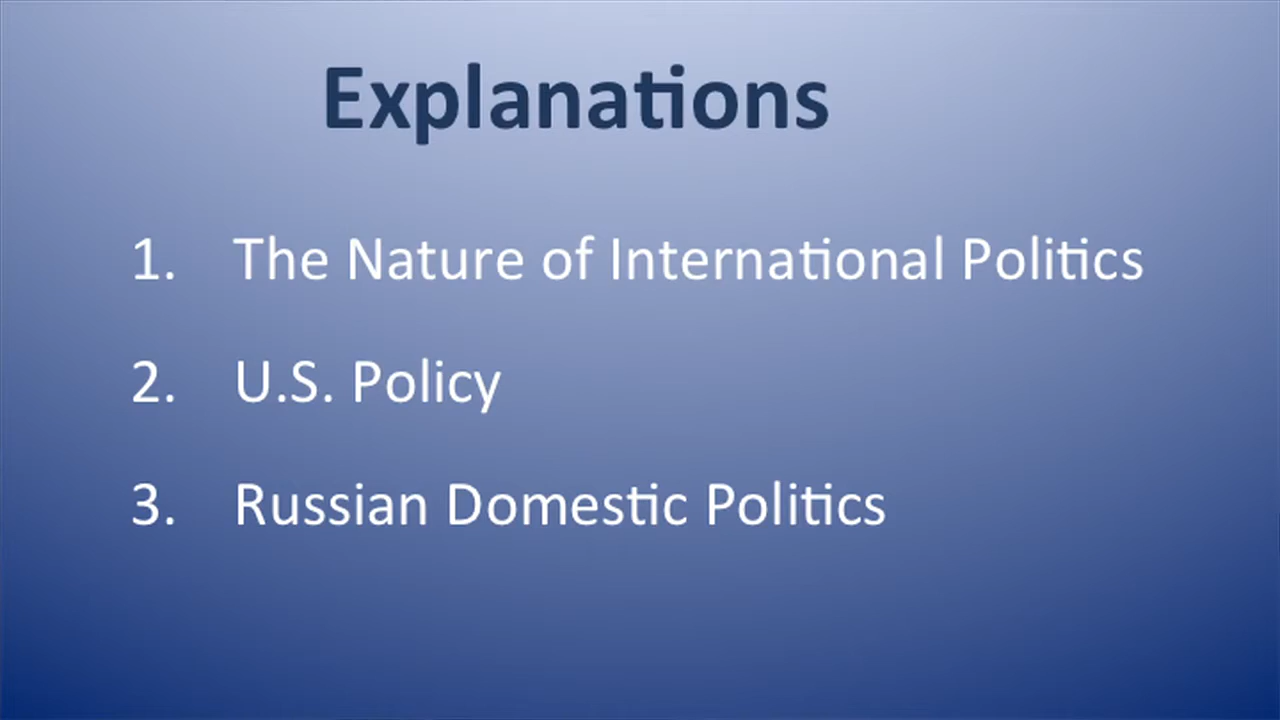 Explanations
1. The Nature of International Politics
2. U.S. Policy
3. Russian Domestic Politics